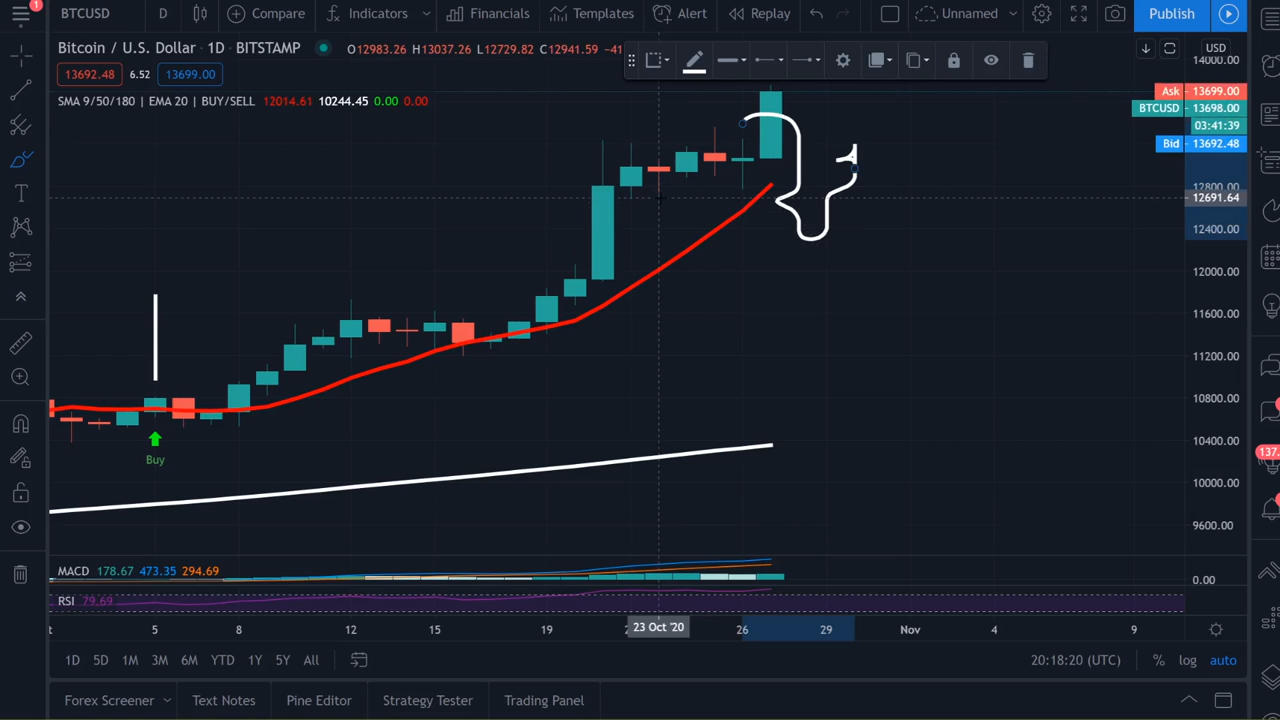 BTCUSD D Compare Indicators Financials Templates Alert Replay Unnamed Publish
Bitcoin / U.S. Dollar · 1D · BITSTAMP O12983.26 H13037.26 L12729.82 C12941.59 -41
USD
13692.48 6.52 13699.00
14000.00
SMA 9/50/180 | EMA 20 | BUY/SELL 12014.61 10244.45 0.00 0.00
Ask 13699.00
BTCUSD 13698.00
03:41:39
Bid 13692.48
12800.00
12691.64
12400.00
12000.00
11600.00
11200.00
10800.00
10400.00
10000.00
9600.00
Buy
137.
MACD 178.67 473.35 294.69
0.00
RSI 79.69
5 8 12 15 19 23 Oct '20 26 29 Nov 4 9
1D 5D 1M 3M 6M YTD 1Y 5Y All 20:18:20 (UTC) % log auto
Forex Screener Text Notes Pine Editor Strategy Tester Trading Panel